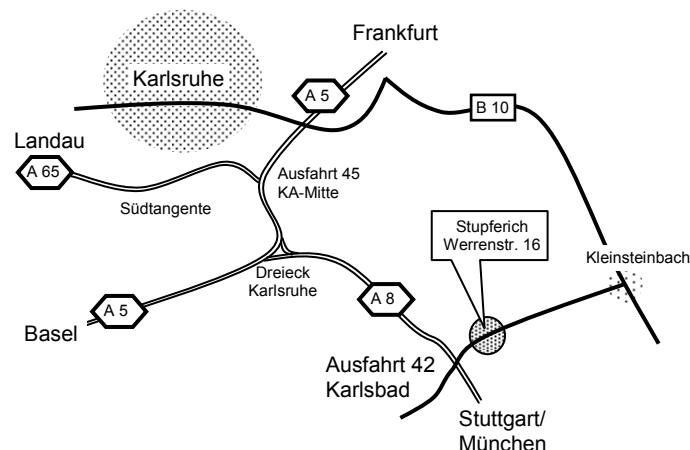 Frankfurt
Karlsruhe
A 5
B 10
Landau
A 65
Ausfahrt 45
KA-Mitte
Südtangente
Stupferich
Werrenstr. 16
Kleinsteinbach
Dreieck
Karlsruhe
A 8
A 5
Basel
Ausfahrt 42
Karlsbad
Stuttgart/
München